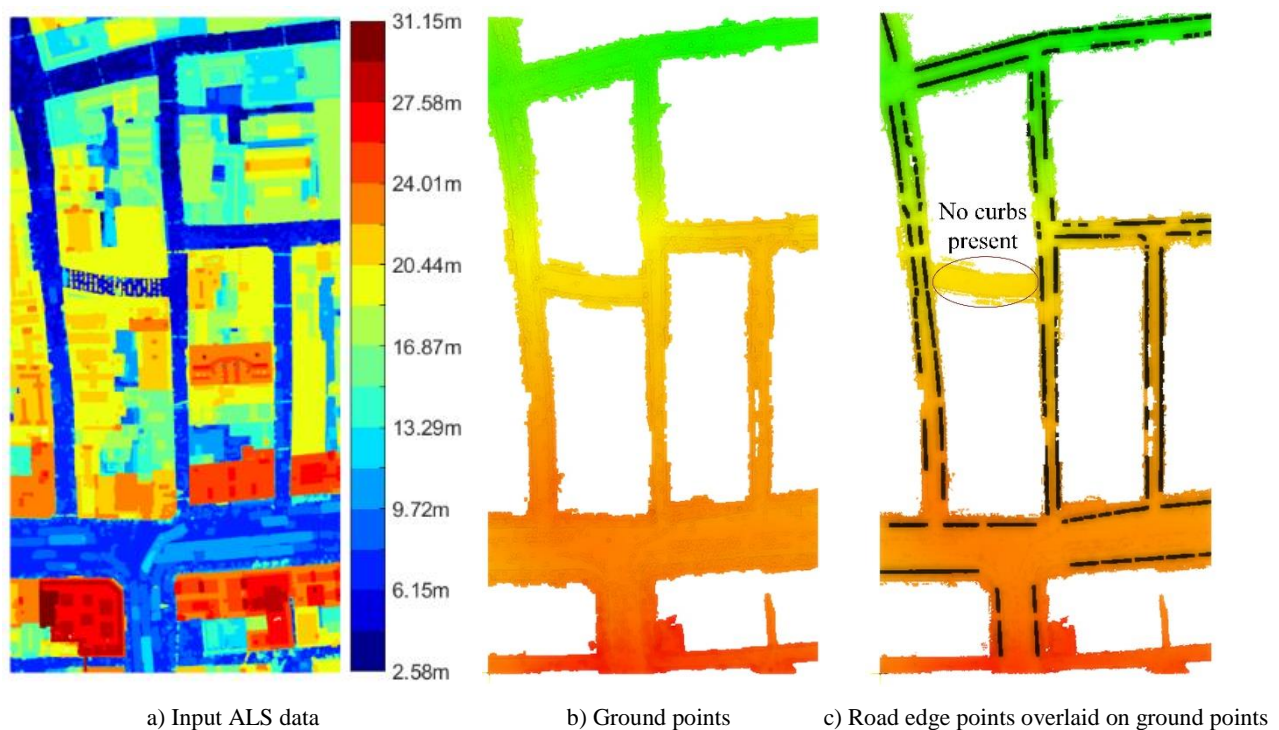 31.15m
27.58m
24.01m
20.44m
16.87m
13.29m
9.72m
6.15m
2.58m
No curbs
present
a) Input ALS data
b) Ground points
c) Road edge points overlaid on ground points